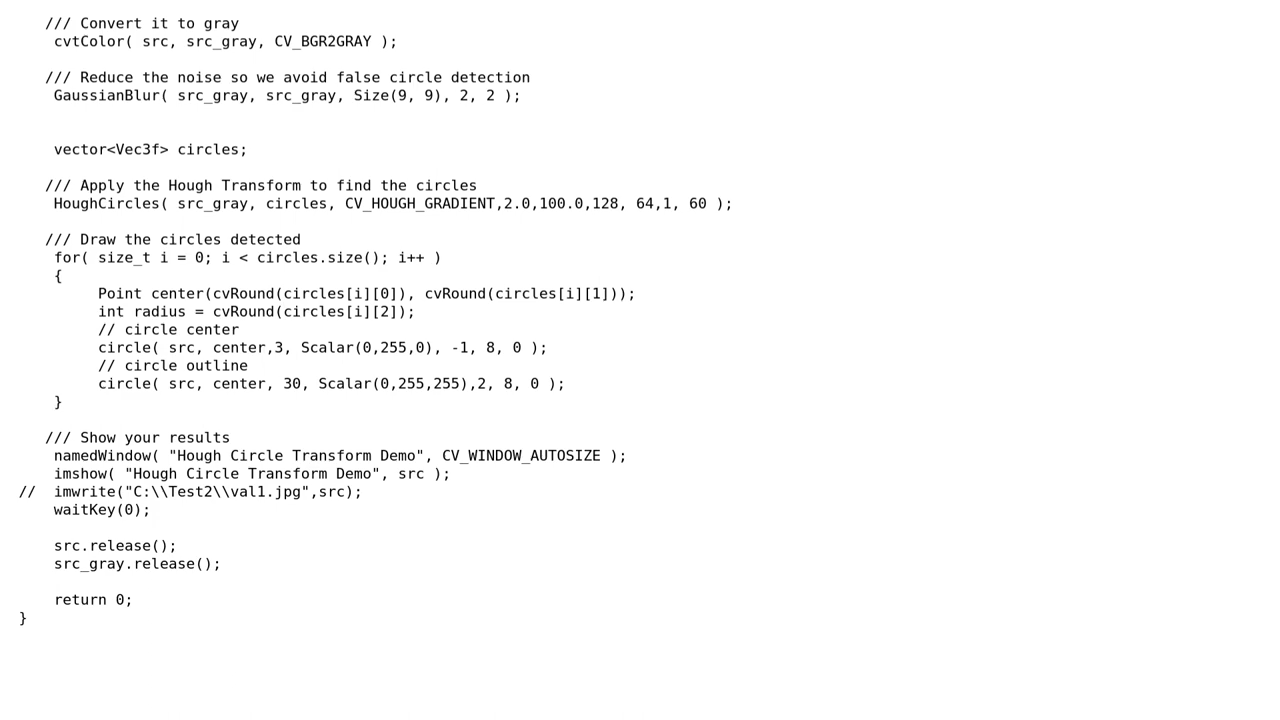 /// Convert it to gray
cvtColor( src, src_gray, CV_BGR2GRAY );
/// Reduce the noise so we avoid false circle detection
GaussianBlur( src_gray, src_gray, Size(9, 9), 2, 2 );
vector<Vec3f> circles;
/// Apply the Hough Transform to find the circles
HoughCircles( src_gray, circles, CV_HOUGH_GRADIENT,2.0,100.0,128, 64,1, 60 );
/// Draw the circles detected
for( size_t i = 0; i < circles.size(); i++ )
{
Point center(cvRound(circles[i][0]), cvRound(circles[i][1]));
int radius = cvRound(circles[i][2]);
// circle center
circle( src, center,3, Scalar(0,255,0), -1, 8, 0 );
// circle outline
circle( src, center, 30, Scalar(0,255,255),2, 8, 0 );
}
/// Show your results
namedWindow( "Hough Circle Transform Demo", CV_WINDOW_AUTOSIZE );
imshow( "Hough Circle Transform Demo", src );
//  imwrite("C:\\Test2\\val1.jpg",src);
waitKey(0);
src.release();
src_gray.release();
return 0;
}